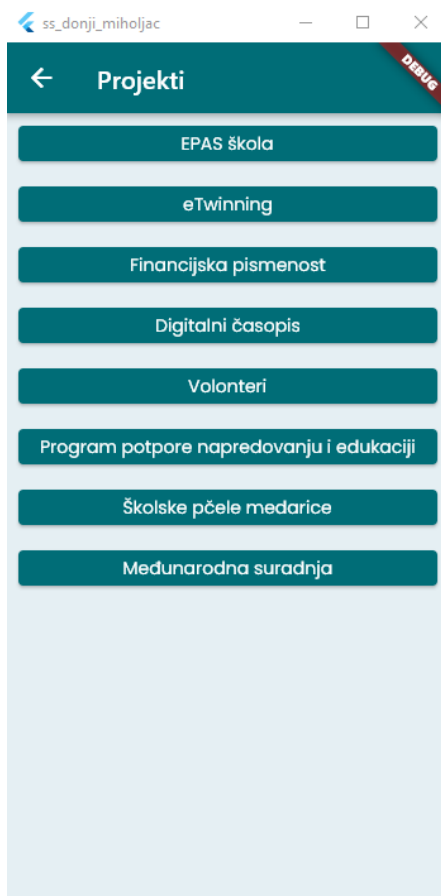 ss_donji_miholjac
Projekti
DEBUG
EPAS škola
eTwinning
Financijska pismenost
Digitalni časopis
Volonteri
Program potpore napredovanju i edukaciji
Školske pčele medarice
Međunarodna suradnja